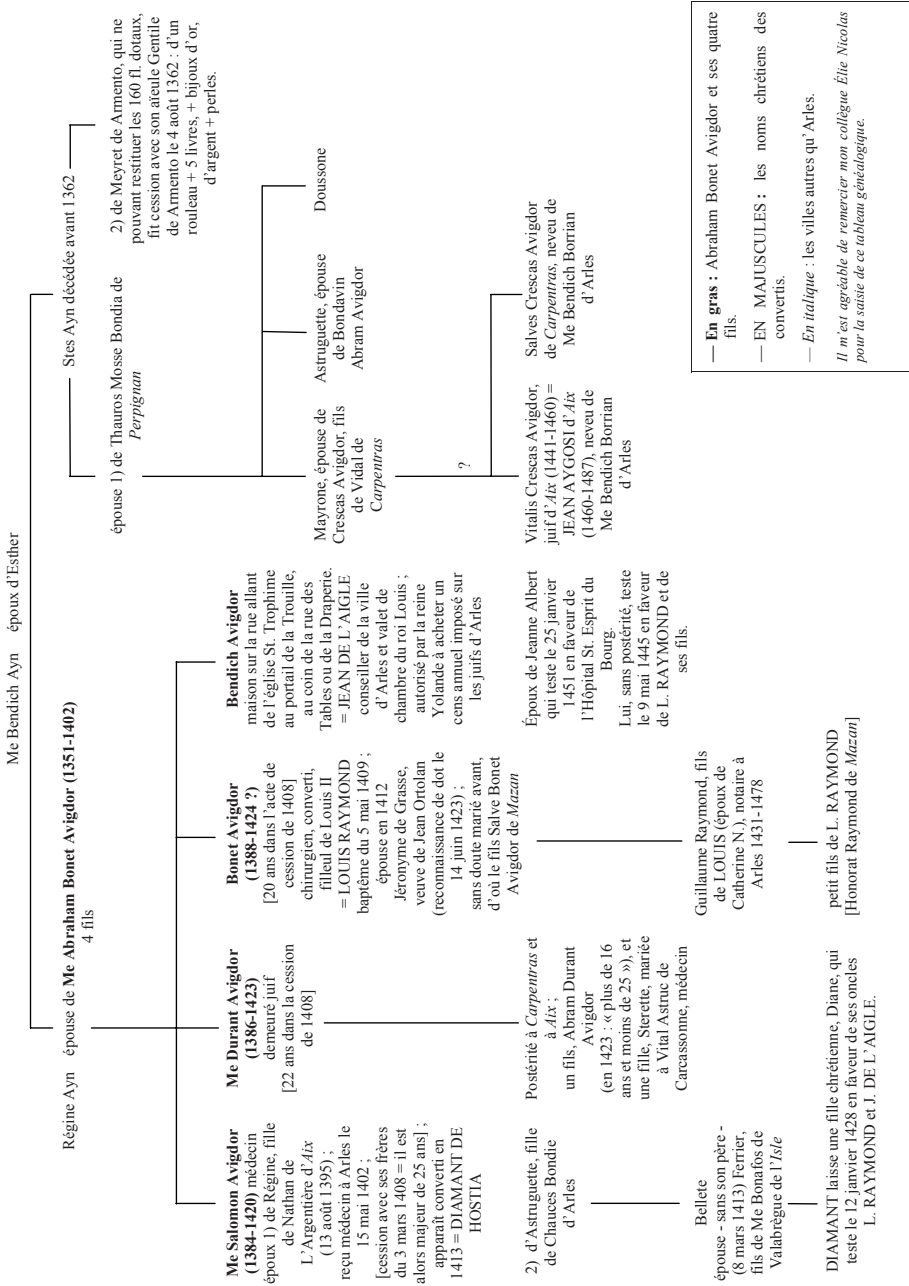 Me Bendich Ayn époux d'Esther
Régine Ayn épouse de Me Abraham Bonet Avigdor (1351-1402)
4 fils
Stes Ayn décédée avant 1362
Me Salomon Avigdor
(1384-1420) médecin
époux 1) de Régine, fille
de Nathan de
L'Argentière d'Aix
(13 août 1395) ;
reçu médecin à Arles le
15 mai 1402 ;
[cession avec ses frères
du 3 mars 1408 = il est
alors majeur de 25 ans] ;
apparaît converti en
1413 = DIAMANT DE
HOSTIA
2) d'Astruguette, fille
de Chauces Bondie
d'Arles
Bellete
épouse - sans son père -
(8 mars 1413) Ferrier,
fils de Me Bonafos de
Valabrègue de l'Isle
DIAMANT laisse une fille chrétienne, Diane, qui
teste le 12 janvier 1428 en faveur de ses oncles
L. RAYMOND et J. DE L'AIGLE.
Me Durant Avigdor
(1386-1423)
demeuré juif
[22 ans dans la cession
de 1408]
Postérité à Carpentras et
à Aix ;
un fils, Abram Durant
Avigdor
(en 1423 : « plus de 16
ans et moins de 25 »), et
une fille, Sterette, mariée
à Vital Astruc de
Carcassonne, médecin
Bonet Avigdor
(1388-1424 ?)
[20 ans dans l'acte de
cession de 1408]
chirurgien, converti,
filleul de Louis II
= LOUIS RAYMOND
baptême du 5 mai 1409 ;
épouse en 1412
Jéronyme de Grasse,
veuve de Jean Ortolan
(reconnaissance de dot le
14 juin 1423) ;
sans doute marié avant,
d'où le fils Salve Bonet
Avigdor de Mazan
Guillaume Raymond, fils
de LOUIS (époux de
Catherine N.), notaire à
Arles 1431-1478
petit fils de L. RAYMOND
[Honorat Raymond de Mazan]
Bendich Avigdor
maison sur la rue allant
de l'église St. Trophime
au portail de la Trouille,
au coin de la rue des
Tables ou de la Draperie.
= JEAN DE L'AIGLE
conseiller de la ville
d'Arles et valet de
chambre du roi Louis ;
autorisé par la reine
Yolande à acheter un
cens annuel imposé sur
les juifs d'Arles
Époux de Jeanne Albert
qui teste le 25 janvier
1451 en faveur de
l'Hôpital St. Esprit du
Bourg.
Lui, sans postérité, teste
le 9 mai 1445 en faveur
de L. RAYMOND et de
ses fils.
épouse 1) de Thauros Mosse Bondia de
Perpignan
2) de Meyret de Armento, qui ne
pouvant restituer les 160 fl. dotaux,
fit cession avec son aïeule Gentile
de Armento le 4 août 1362 : d'un
rouleau + 5 livres, + bijoux d'or,
d'argent + perles.
Mayrone, épouse de
Crescas Avigdor, fils
de Vidal de
Carpentras
Astruguette, épouse
de Bondavin
Abram Avigdor
Doussone
?
Vitalis Crescas Avigdor,
juif d'Aix (1441-1460) =
JEAN AYGOSI d'Aix
(1460-1487), neveu de
Me Bendich Borrian
d'Arles
Salves Crescas Avigdor
de Carpentras, neveu de
Me Bendich Borrian
d'Arles
— En gras : Abraham Bonet Avigdor et ses quatre
fils.
— EN MAJUSCULES : les noms chrétiens des
convertis.
— En italique : les villes autres qu'Arles.
Il m'est agréable de remercier mon collègue Élie Nicolas
pour la saisie de ce tableau généalogique.